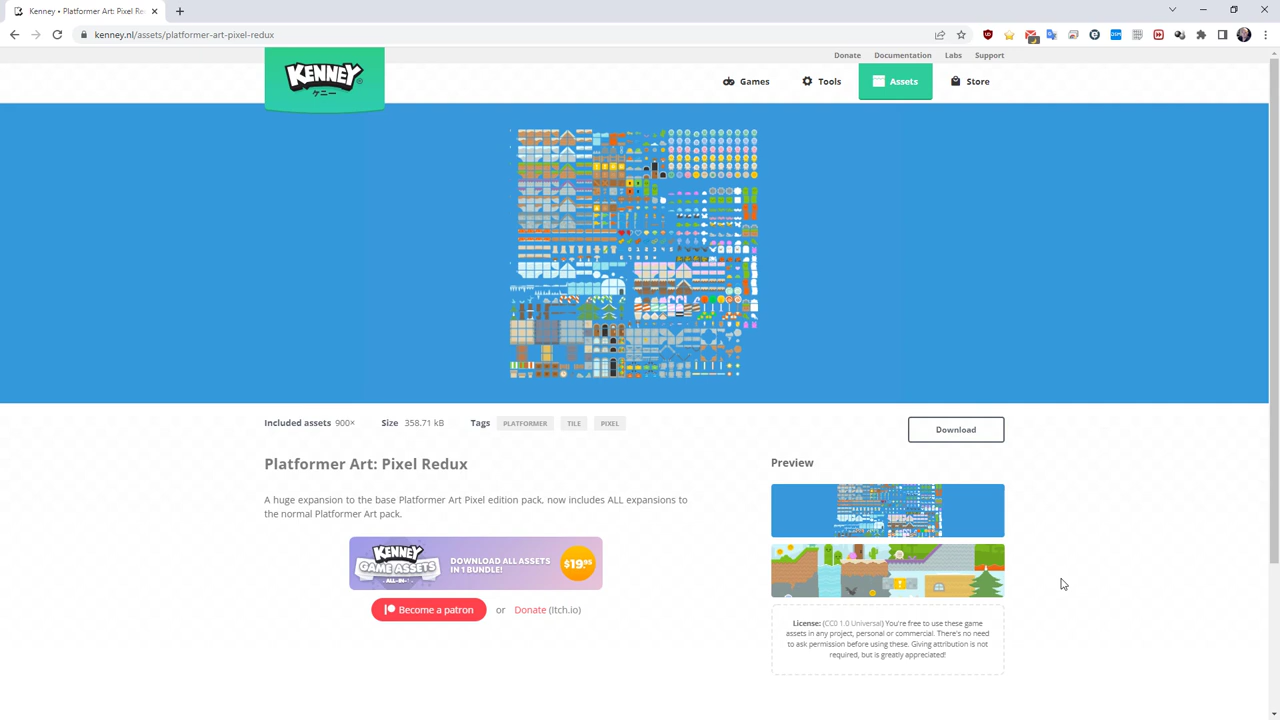 Kenney • Platformer Art: Pixel Re
kenney.nl/assets/platformer-art-pixel-redux
Donate Documentation Labs Support
KENNEY
ケニー
Games Tools Assets Store
Included assets 900× Size 358.71 kB Tags PLATFORMER TILE PIXEL
Download
Platformer Art: Pixel Redux
Preview
A huge expansion to the base Platformer Art Pixel edition pack, now includes ALL expansions to
the normal Platformer Art pack.
KENNEY
GAME ASSETS
ALL-IN-1
DOWNLOAD ALL ASSETS
IN 1 BUNDLE!
$19.95
Become a patron or Donate (Itch.io)
License: (CC0 1.0 Universal) You're free to use these game
assets in any project, personal or commercial. There's no need
to ask permission before using these. Giving attribution is not
required, but is greatly appreciated!